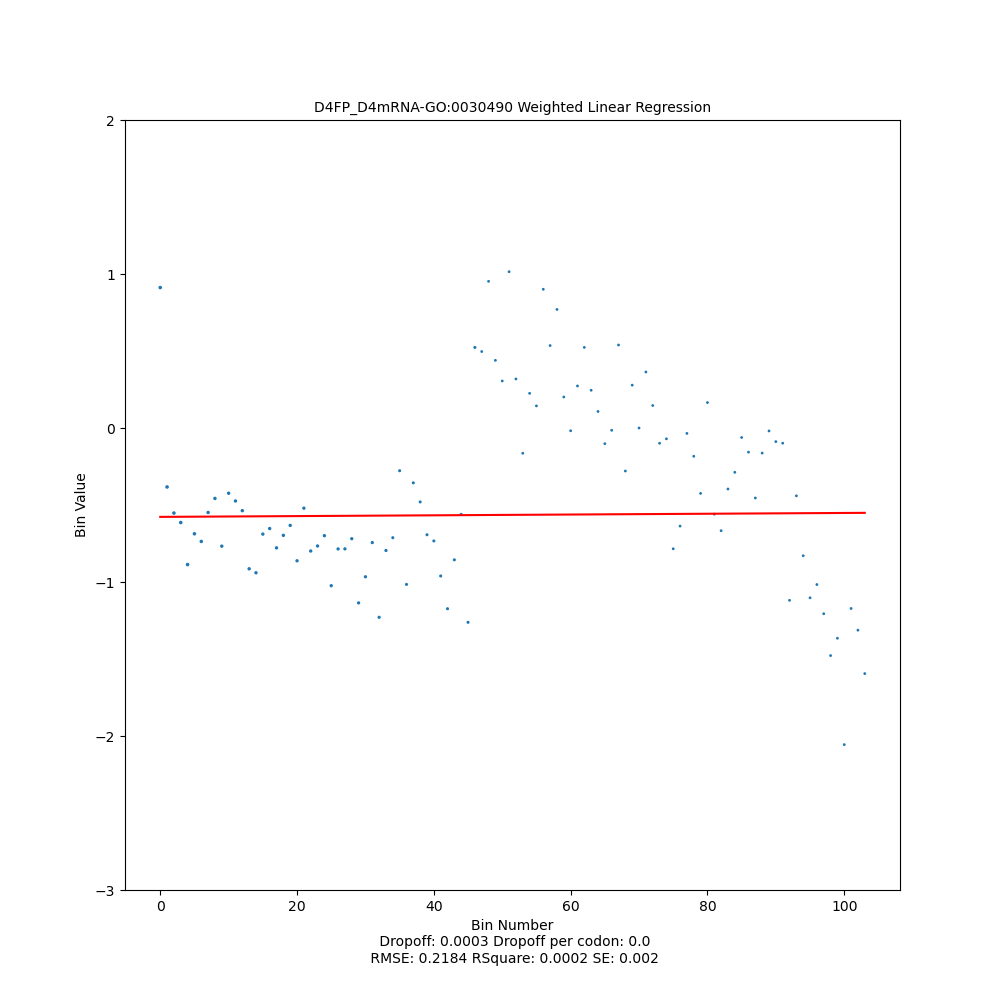 D4FP_D4mRNA-GO:0030490 Weighted Linear Regression
2
1
0
−1
−2
−3
Bin Value
0 20 40 60 80 100
Bin Number
Dropoff: 0.0003 Dropoff per codon: 0.0
RMSE: 0.2184 RSquare: 0.0002 SE: 0.002